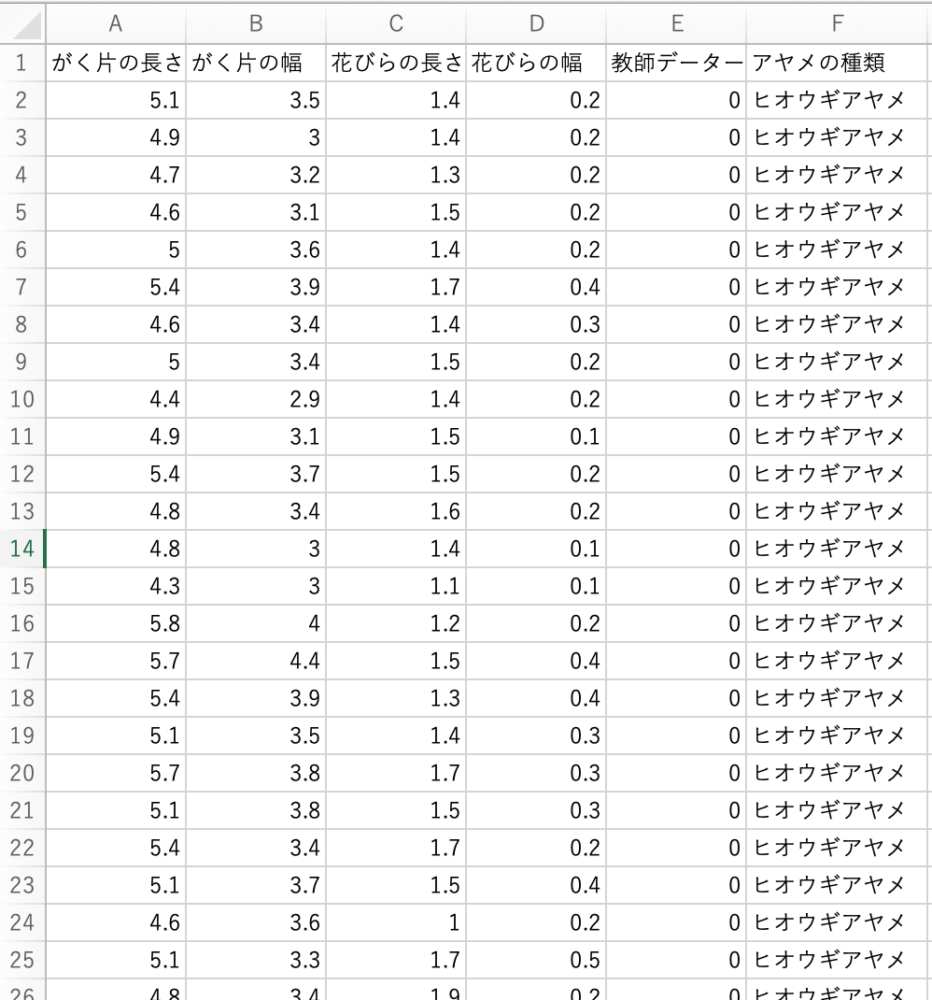 A B C D E F
1 がく片の長さ がく片の幅 花びらの長さ 花びらの幅 教師データー アヤメの種類
2 5.1 3.5 1.4 0.2 0 ヒオウギアヤメ
3 4.9 3 1.4 0.2 0 ヒオウギアヤメ
4 4.7 3.2 1.3 0.2 0 ヒオウギアヤメ
5 4.6 3.1 1.5 0.2 0 ヒオウギアヤメ
6 5 3.6 1.4 0.2 0 ヒオウギアヤメ
7 5.4 3.9 1.7 0.4 0 ヒオウギアヤメ
8 4.6 3.4 1.4 0.3 0 ヒオウギアヤメ
9 5 3.4 1.5 0.2 0 ヒオウギアヤメ
10 4.4 2.9 1.4 0.2 0 ヒオウギアヤメ
11 4.9 3.1 1.5 0.1 0 ヒオウギアヤメ
12 5.4 3.7 1.5 0.2 0 ヒオウギアヤメ
13 4.8 3.4 1.6 0.2 0 ヒオウギアヤメ
14 4.8 3 1.4 0.1 0 ヒオウギアヤメ
15 4.3 3 1.1 0.1 0 ヒオウギアヤメ
16 5.8 4 1.2 0.2 0 ヒオウギアヤメ
17 5.7 4.4 1.5 0.4 0 ヒオウギアヤメ
18 5.4 3.9 1.3 0.4 0 ヒオウギアヤメ
19 5.1 3.5 1.4 0.3 0 ヒオウギアヤメ
20 5.7 3.8 1.7 0.3 0 ヒオウギアヤメ
21 5.1 3.8 1.5 0.3 0 ヒオウギアヤメ
22 5.4 3.4 1.7 0.2 0 ヒオウギアヤメ
23 5.1 3.7 1.5 0.4 0 ヒオウギアヤメ
24 4.6 3.6 1 0.2 0 ヒオウギアヤメ
25 5.1 3.3 1.7 0.5 0 ヒオウギアヤメ
26 4.8 3.4 1.9 0.2 0 ヒオウギアヤメ